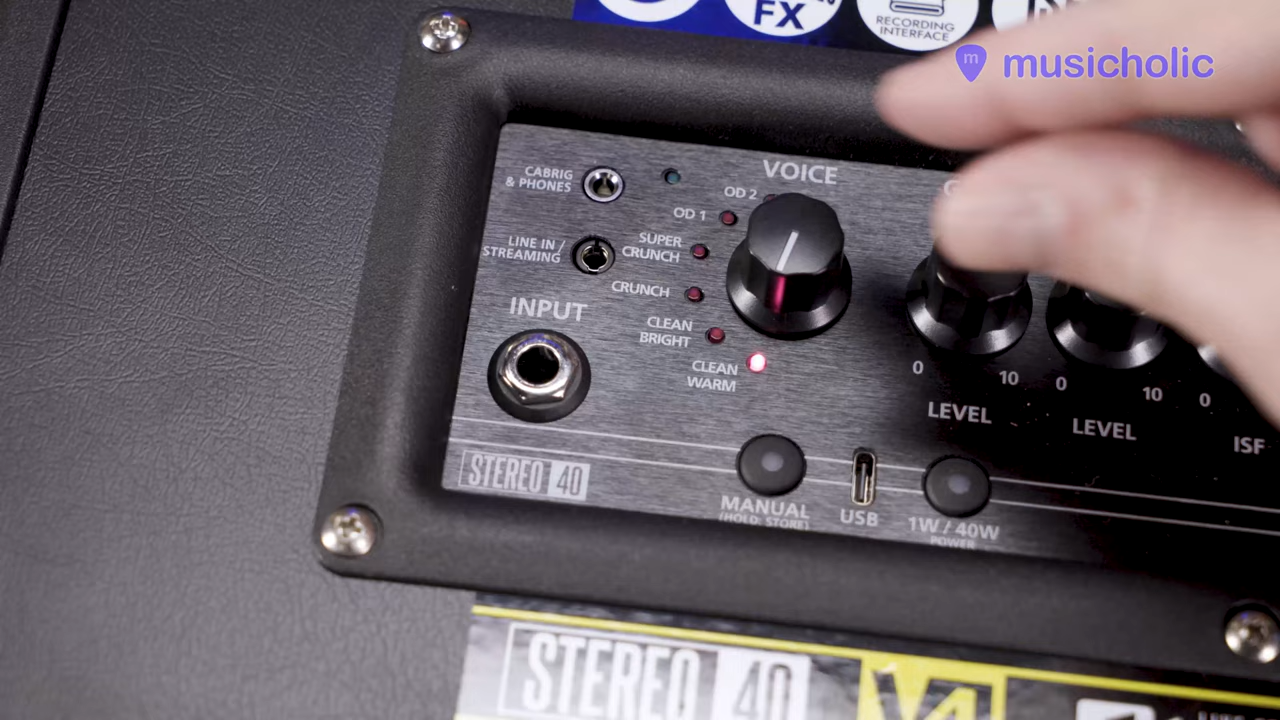 FX
RECORDING
INTERFACE
musicholic
VOICE
CABRIG
& PHONES
OD 2
OD 1
LINE IN /
STREAMING
SUPER
CRUNCH
CRUNCH
INPUT
CLEAN
BRIGHT
CLEAN
WARM
0 10
0 10
0
LEVEL
LEVEL
ISF
STEREO 40
MANUAL
(HOLD: STORE)
USB
1W / 40W
POWER
STEREO 40
V4